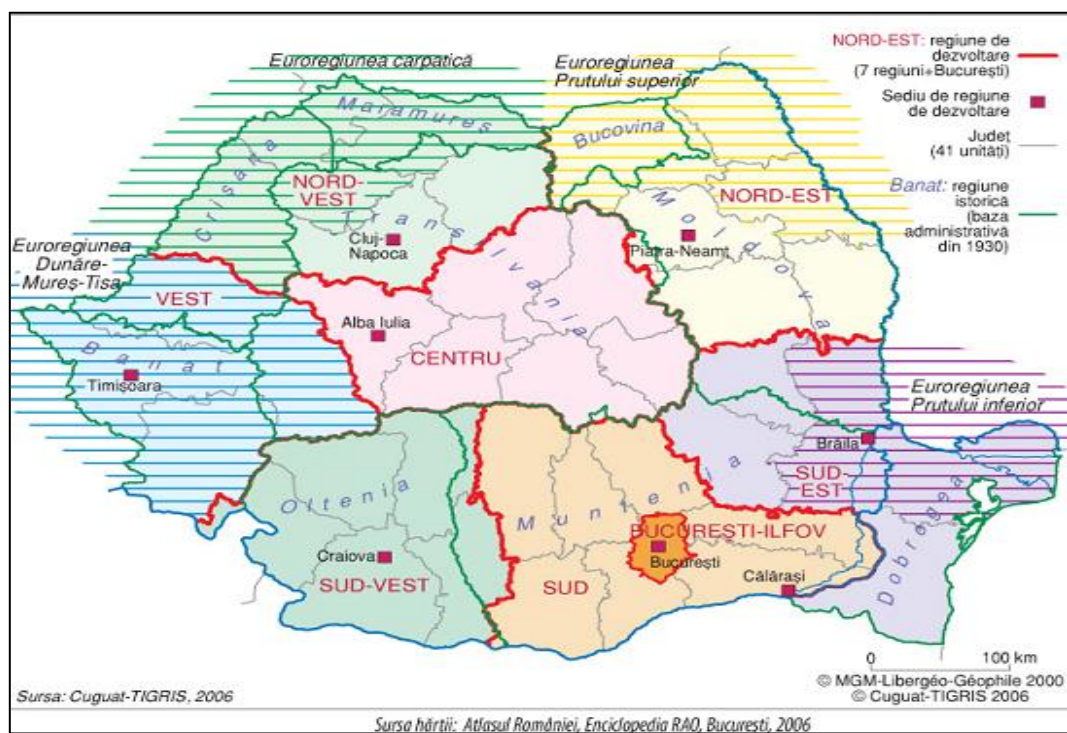 Euroregiunea carpatică
Euroregiunea
Prutului superior
NORD-EST: regiune de
dezvoltare
(7 regiuni+București)
Sediu de regiune
de dezvoltare
Județ
(41 unități)
Banat: regiune
istorică
(baza
administrativă
din 1930)
Maramureș
Bucovina
Crișana
NORD-
VEST
NORD-EST
Transilvania
Moldova
Cluj-
Napoca
Piatra-Neamț
Euroregiunea
Dunăre-
Mureș-Tisa
VEST
Alba Iulia
CENTRU
Banat
Timișoara
Euroregiunea
Prutului inferior
Brăila
SUD-
EST
Oltenia
Muntenia
BUCUREȘTI-ILFOV
București
Craiova
SUD-VEST
SUD
Călărași
Dobrogea
0 100 km
© MGM-Libergéo-Géophile 2000
© Cuguat-TIGRIS 2006
Sursa: Cuguat-TIGRIS, 2006
Sursa hărții: Atlasul României, Enciclopedia RAO, București, 2006